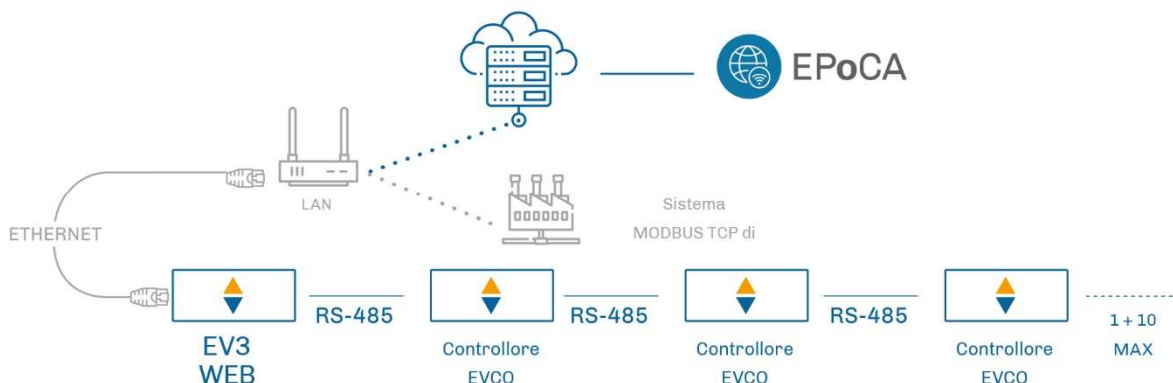 EPoCA
LAN
Sistema
MODBUS TCP di
ETHERNET
RS-485
RS-485
RS-485
EV3
WEB
Controllore
EVCO
Controllore
EVCO
Controllore
EVCO
1 + 10
MAX